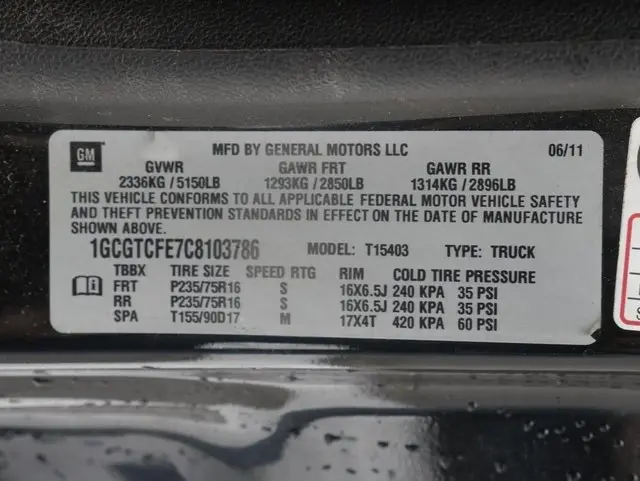 GM
MFD BY GENERAL MOTORS LLC 06/11
GVWR GAWR FRT GAWR RR
2336KG / 5150LB 1293KG / 2850LB 1314KG / 2896LB
THIS VEHICLE CONFORMS TO ALL APPLICABLE FEDERAL MOTOR VEHICLE SAFETY
AND THEFT PREVENTION STANDARDS IN EFFECT ON THE DATE OF MANUFACTURE
SHOWN ABOVE.
1GCGTCFE7C8103786 MODEL: T15403 TYPE: TRUCK
TBBX TIRE SIZE SPEED RTG RIM COLD TIRE PRESSURE
FRT P235/75R16 S 16X6.5J 240 KPA 35 PSI
RR P235/75R16 S 16X6.5J 240 KPA 35 PSI
SPA T155/90D17 M 17X4T 420 KPA 60 PSI